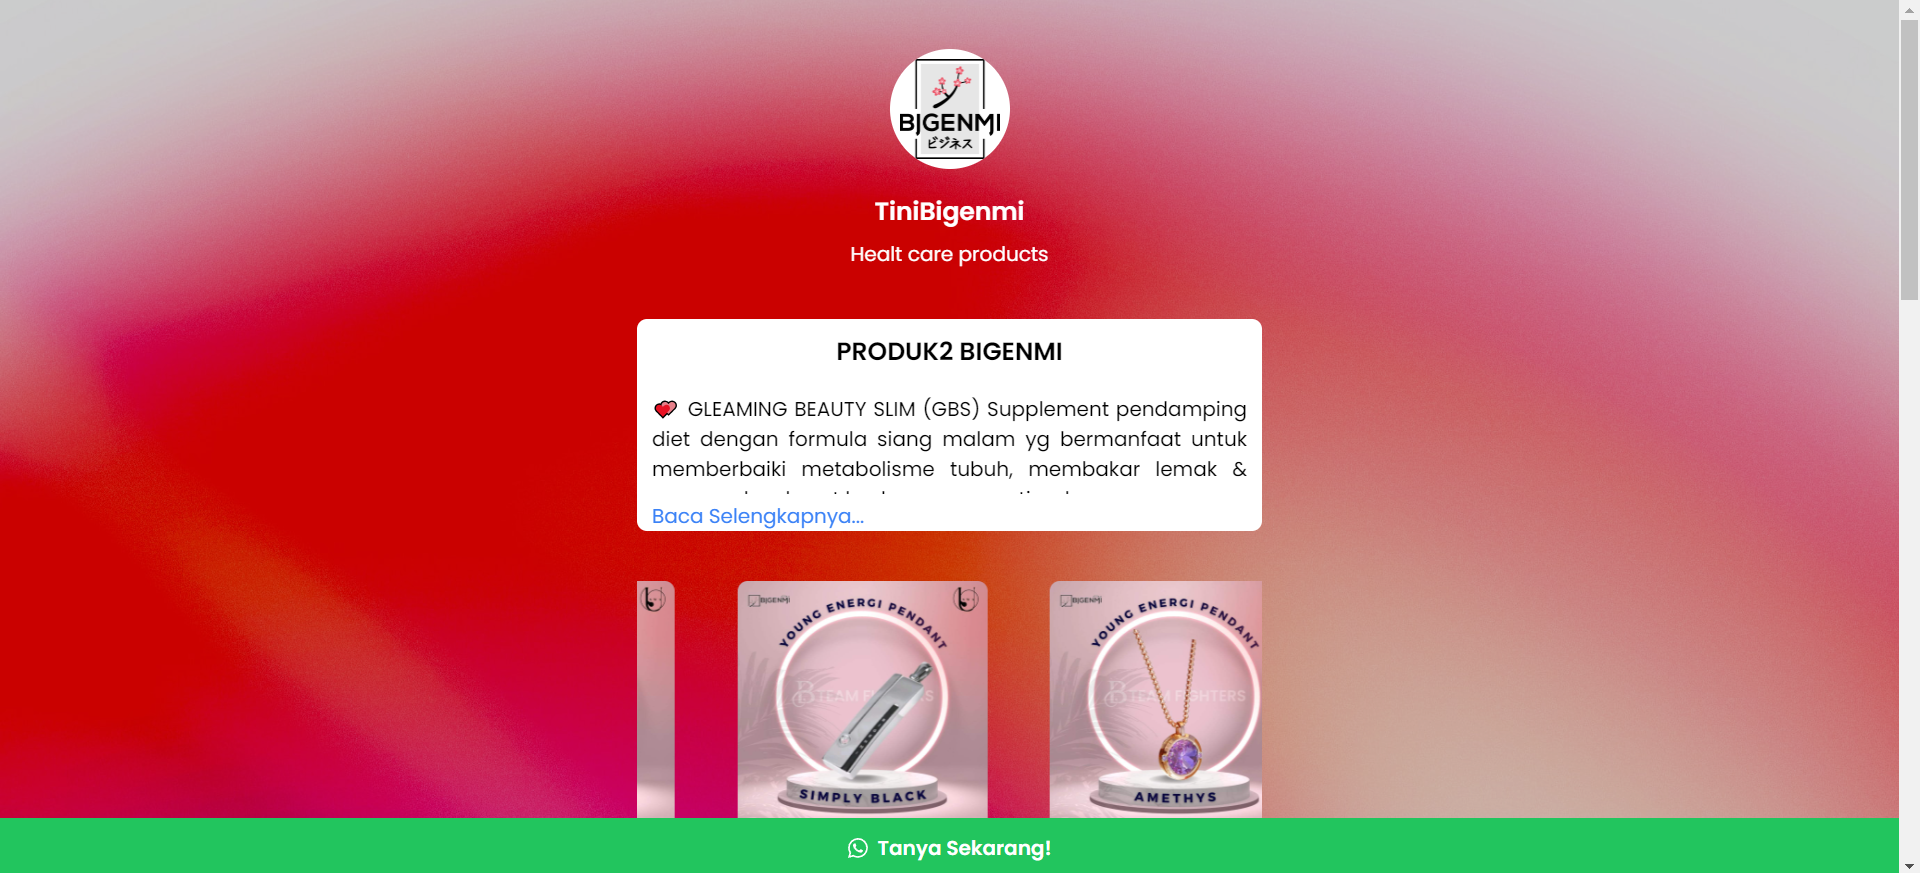 BIGENMI
ビジネス
TiniBigenmi
Healt care products
PRODUK2 BIGENMI
GLEAMING BEAUTY SLIM (GBS) Supplement pendamping
diet dengan formula siang malam yg bermanfaat untuk
memberbaiki metabolisme tubuh, membakar lemak &
Baca Selengkapnya...
BIGENMI
YOUNG ENERGI PENDANT
SIMPLY BLACK
BIGENMI
YOUNG ENERGI PENDANT
TEAM FIGHTERS
AMETHYS
Tanya Sekarang!